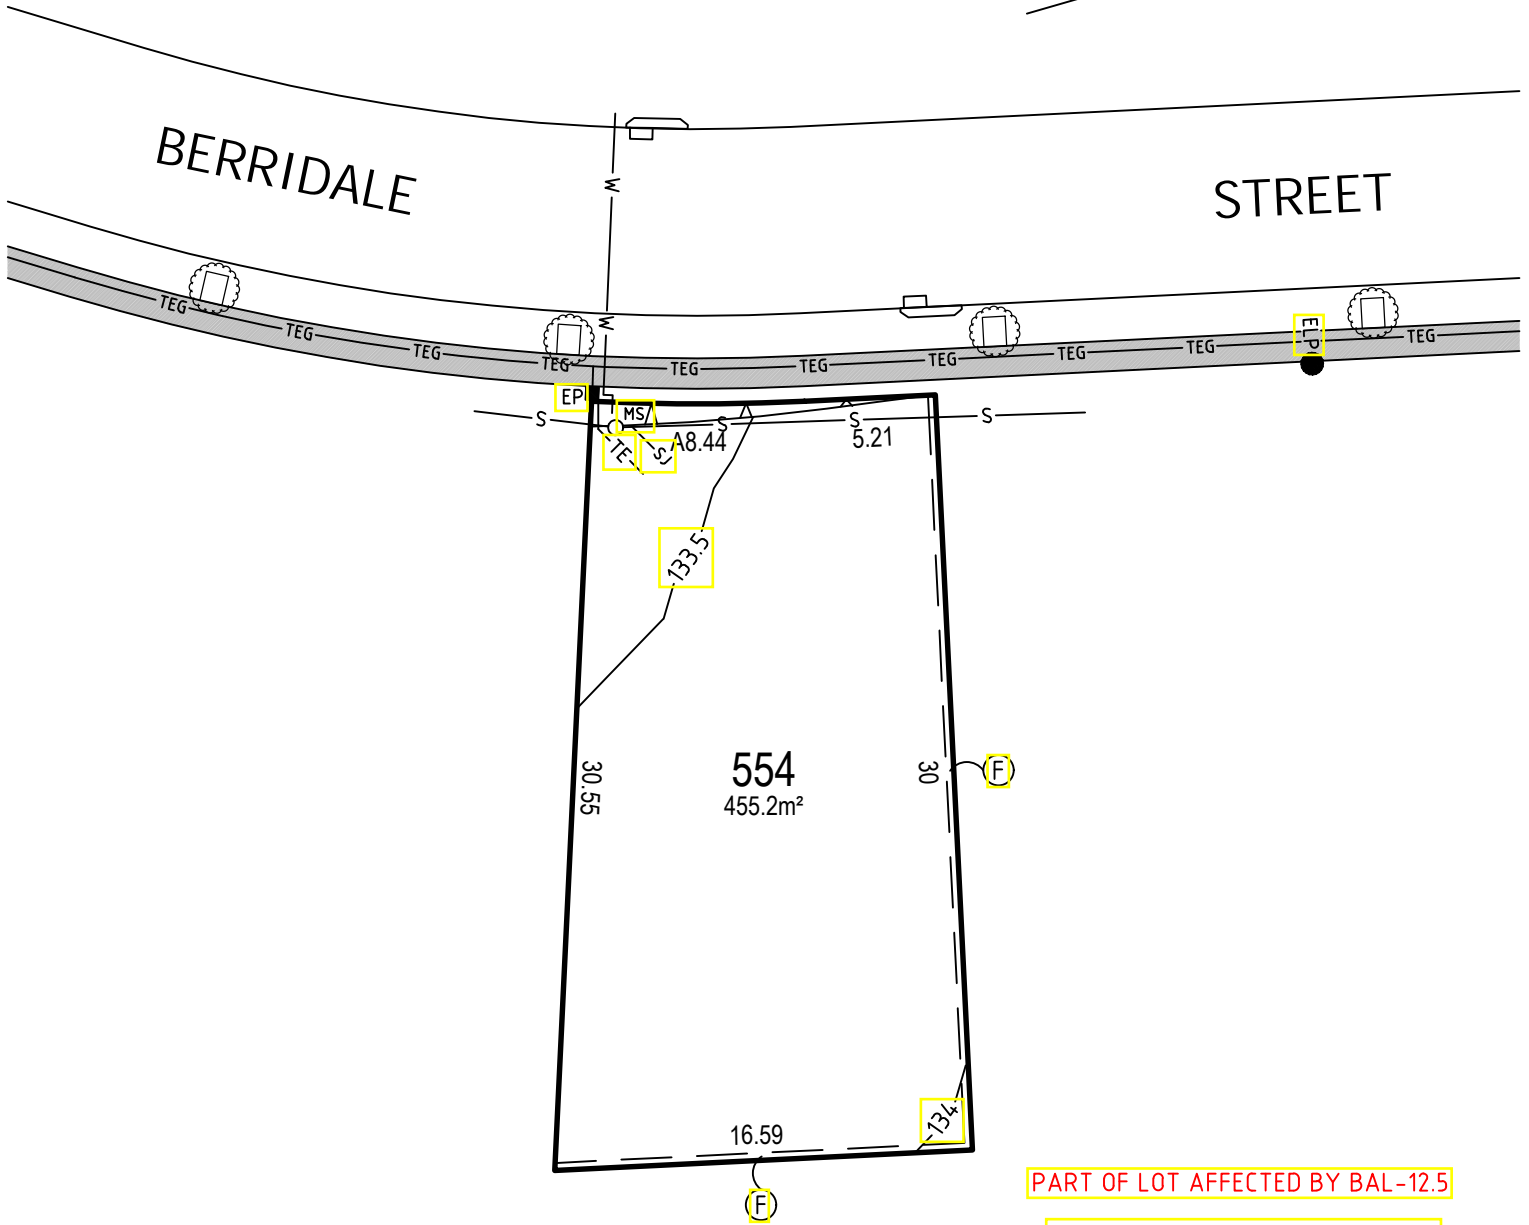 BERRIDALE
STREET
W
W
TEG
TEG
TEG
TEG
TEG
TEG
TEG
TEG
TEG
TEG
ELP
EP
MS
S
S
S
S
TE
SJ
A8.44
5.21
133.5
554
455.2m²
30.55
30
F
134
16.59
F
PART OF LOT AFFECTED BY BAL-12.5